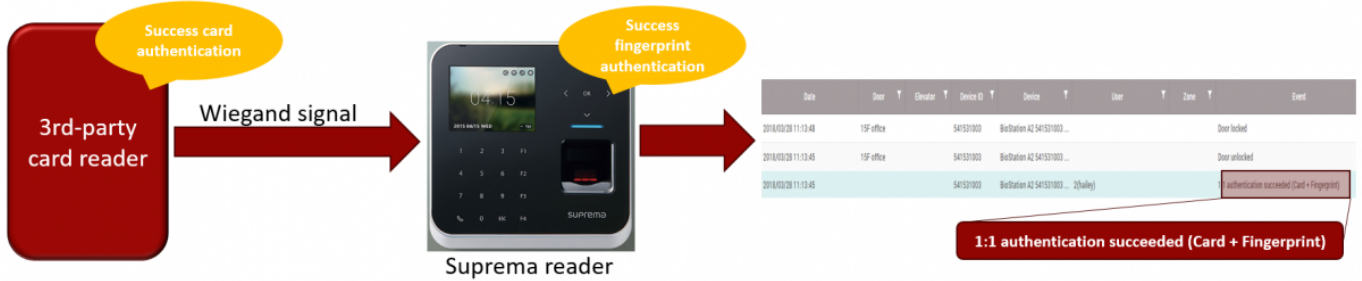 Success card
authentication
3rd-party
card reader
Wiegand signal
04:15
2015 04/15 WED
OK
1 2 3 F1
4 5 6 F2
7 8 9 F3
0 F4
suprema
Suprema reader
Success
fingerprint
authentication
Date Door Elevator Device ID Device User Zone Event
2018/03/28 11:13:48 15F office 541531003 BioStation A2 541531003 ... Door locked
2018/03/28 11:13:45 15F office 541531003 BioStation A2 541531003 ... Door unlocked
2018/03/28 11:13:45 541531003 BioStation A2 541531003 ... 2(hailey) 1:1 authentication succeeded (Card + Fingerprint)
1:1 authentication succeeded (Card + Fingerprint)